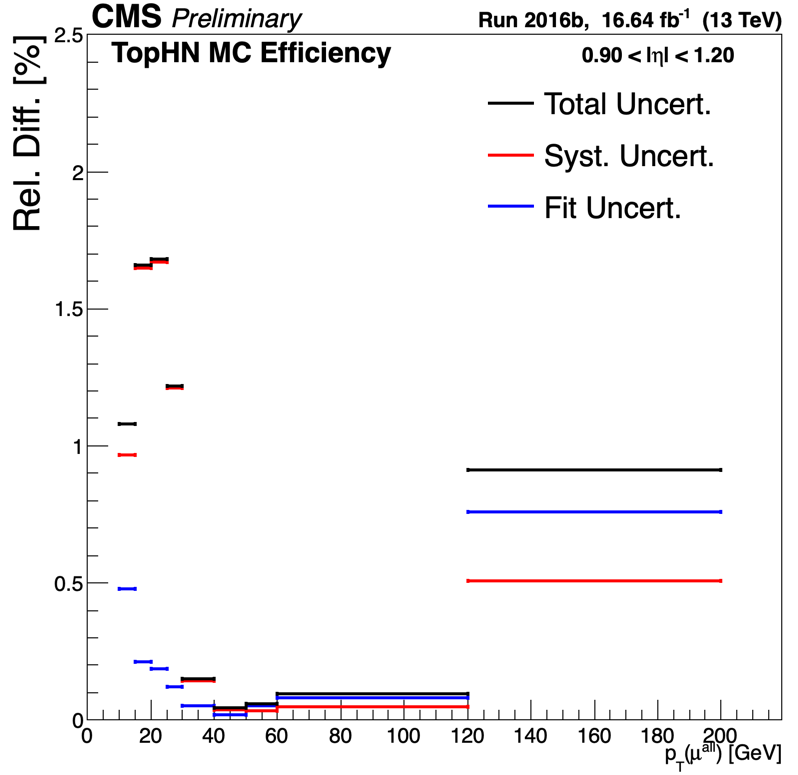 CMS Preliminary Run 2016b, 16.64 fb⁻¹ (13 TeV)
TopHN MC Efficiency 0.90 < |η| < 1.20
Total Uncert.
Syst. Uncert.
Fit Uncert.
Rel. Diff. [%]
2.5
2
1.5
1
0.5
0
0 20 40 60 80 100 120 140 160 180 200
p_T(μ^all) [GeV]